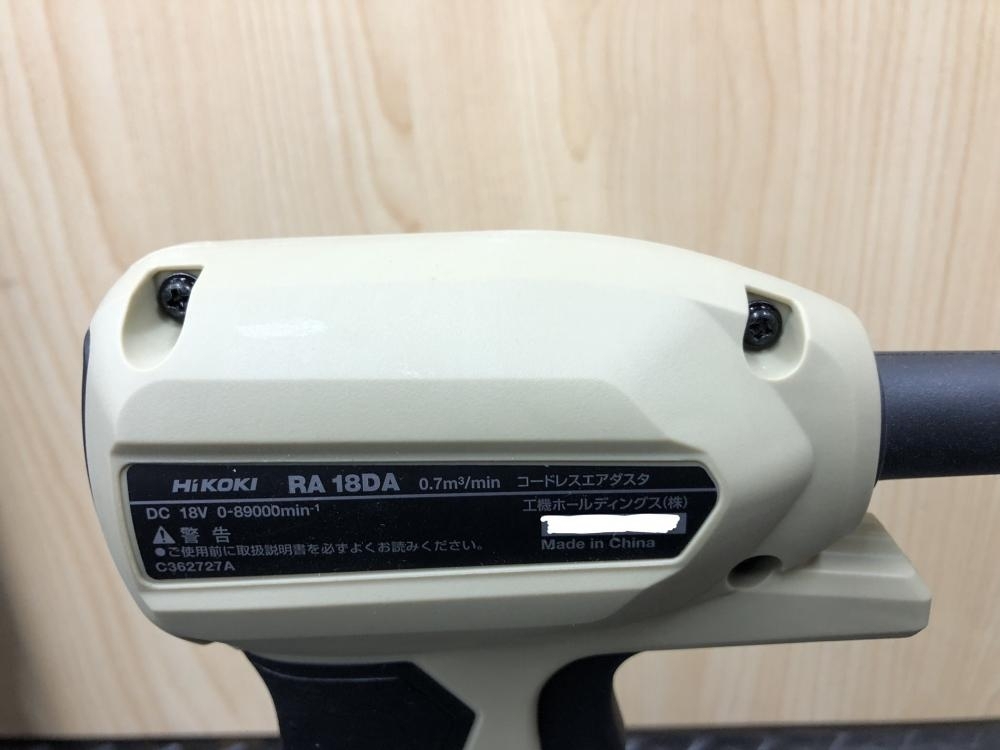 HiKOKI RA 18DA 0.7m³/min コードレスエアダスタ
DC 18V 0-89000min⁻¹ 工機ホールディングス(株)
警告
●ご使用前に取扱説明書を必ずよくお読みください。
C362727A
Made in China